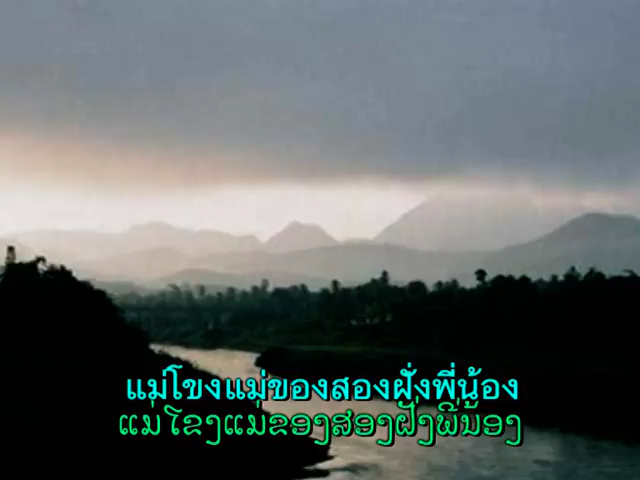 แม่โขงแม่ของสองฝั่งพี่น้อง
ແມ່ໂຂງແມ່ຂອງສອງຝັ່ງພີ່ນ້ອງ